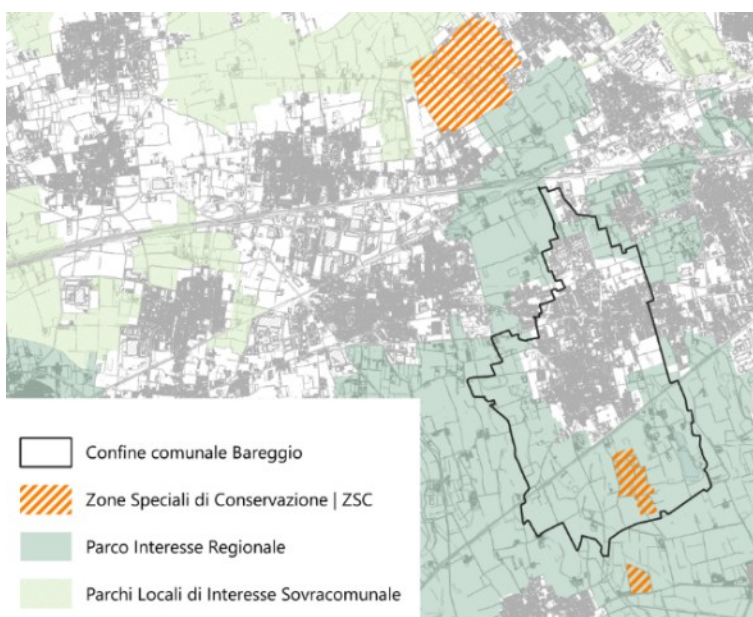 Confine comunale Bareggio
Zone Speciali di Conservazione | ZSC
Parco Interesse Regionale
Parchi Locali di Interesse Sovracomunale